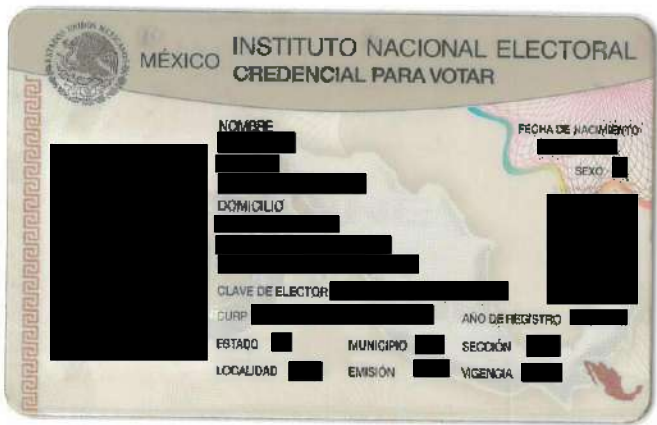 MÉXICO INSTITUTO NACIONAL ELECTORAL
CREDENCIAL PARA VOTAR
NOMBRE
FECHA DE NACIMIENTO
SEXO
DOMICILIO
CLAVE DE ELECTOR
CURP
AÑO DE REGISTRO
ESTADO MUNICIPIO SECCIÓN
LOCALIDAD EMISIÓN VIGENCIA